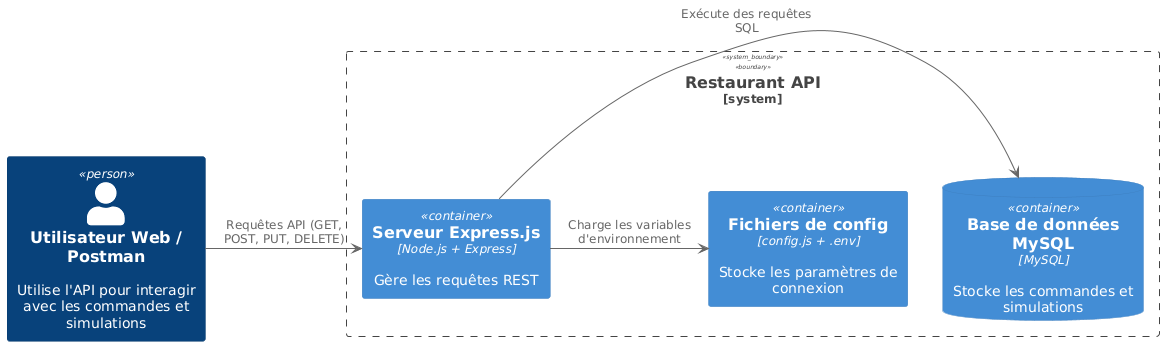 Exécute des requêtes
SQL
«system_boundary»
«boundary»
Restaurant API
[system]
«person»
Utilisateur Web /
Postman
Utilise l'API pour interagir
avec les commandes et
simulations
Requêtes API (GET,
POST, PUT, DELETE)
«container»
Serveur Express.js
[Node.js + Express]
Gère les requêtes REST
Charge les variables
d'environnement
«container»
Fichiers de config
[config.js + .env]
Stocke les paramètres de
connexion
«container»
Base de données
MySQL
[MySQL]
Stocke les commandes et
simulations